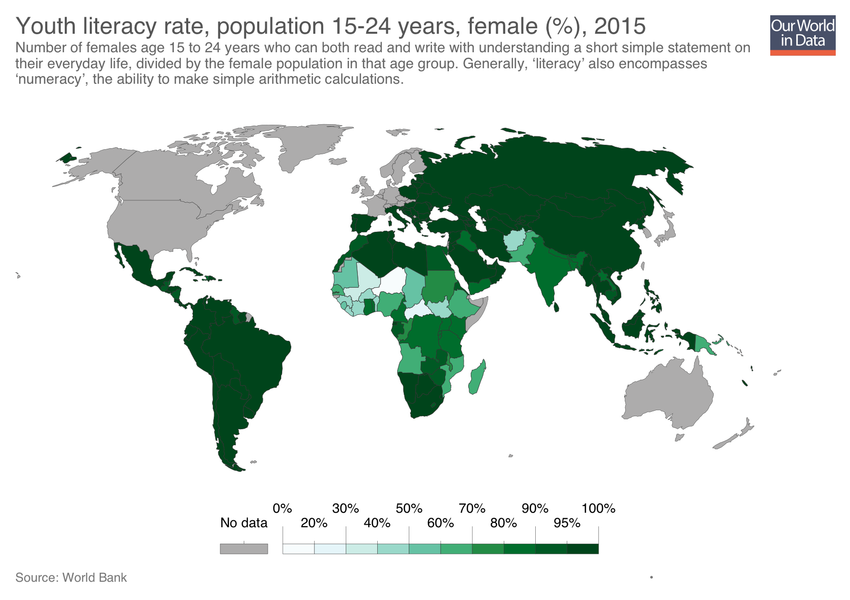 Youth literacy rate, population 15-24 years, female (%), 2015
Our World
in Data
Number of females age 15 to 24 years who can both read and write with understanding a short simple statement on
their everyday life, divided by the female population in that age group. Generally, ‘literacy’ also encompasses
‘numeracy’, the ability to make simple arithmetic calculations.
0% 30% 50% 70% 90% 100%
No data 20% 40% 60% 80% 95%
Source: World Bank